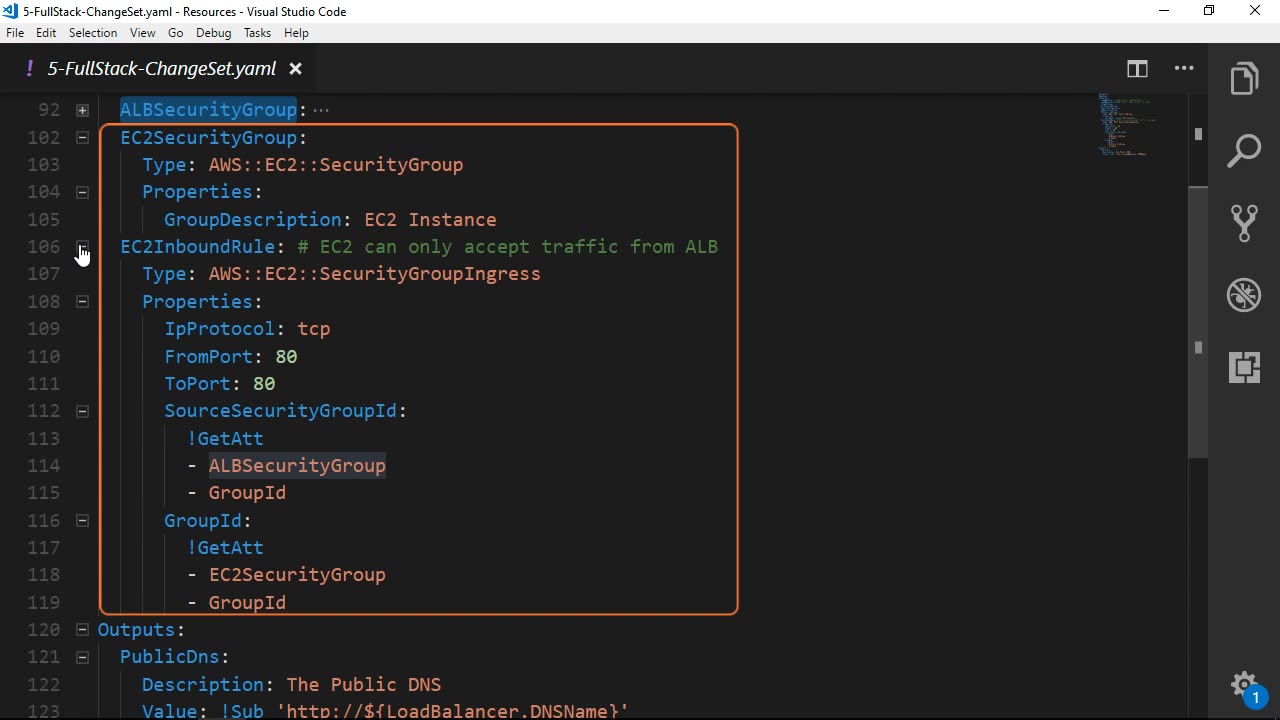 5-FullStack-ChangeSet.yaml - Resources - Visual Studio Code
File Edit Selection View Go Debug Tasks Help
! 5-FullStack-ChangeSet.yaml
92 ALBSecurityGroup: ...
102 EC2SecurityGroup:
103 Type: AWS::EC2::SecurityGroup
104 Properties:
105 GroupDescription: EC2 Instance
106 EC2InboundRule: # EC2 can only accept traffic from ALB
107 Type: AWS::EC2::SecurityGroupIngress
108 Properties:
109 IpProtocol: tcp
110 FromPort: 80
111 ToPort: 80
112 SourceSecurityGroupId:
113 !GetAtt
114 - ALBSecurityGroup
115 - GroupId
116 GroupId:
117 !GetAtt
118 - EC2SecurityGroup
119 - GroupId
120 Outputs:
121 PublicDns:
122 Description: The Public DNS
123 Value: !Sub 'http://${LoadBalancer.DNSName}'
1